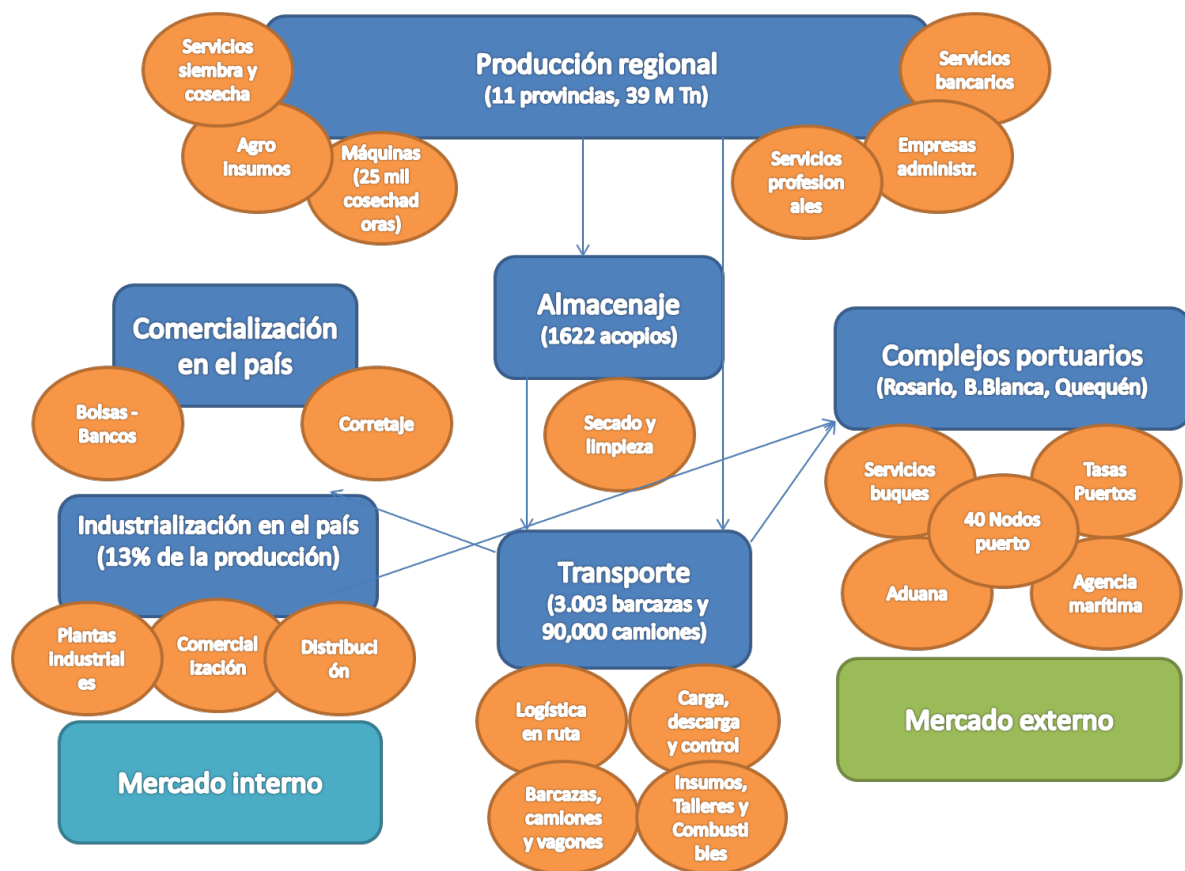 Producción regional
(11 provincias, 39 M Tn)
Servicios
siembra y
cosecha
Agro
insumos
Máquinas
(25 mil
cosechad
oras)
Servicios
bancarios
Empresas
administr.
Servicios
profesion
ales
Almacenaje
(1622 acopios)
Secado y
limpieza
Comercialización
en el país
Bolsas -
Bancos
Corretaje
Complejos portuarios
(Rosario, B.Blanca, Quequén)
Servicios
buques
Tasas
Puertos
40 Nodos
puerto
Aduana
Agencia
marítima
Industrialización en el país
(13% de la producción)
Plantas
industrial
es
Comercial
ización
Distribuci
ón
Transporte
(3.003 barcazas y
90,000 camiones)
Logística
en ruta
Carga,
descarga
y control
Barcazas,
camiones
y vagones
Insumos,
Talleres y
Combusti
bles
Mercado interno
Mercado externo